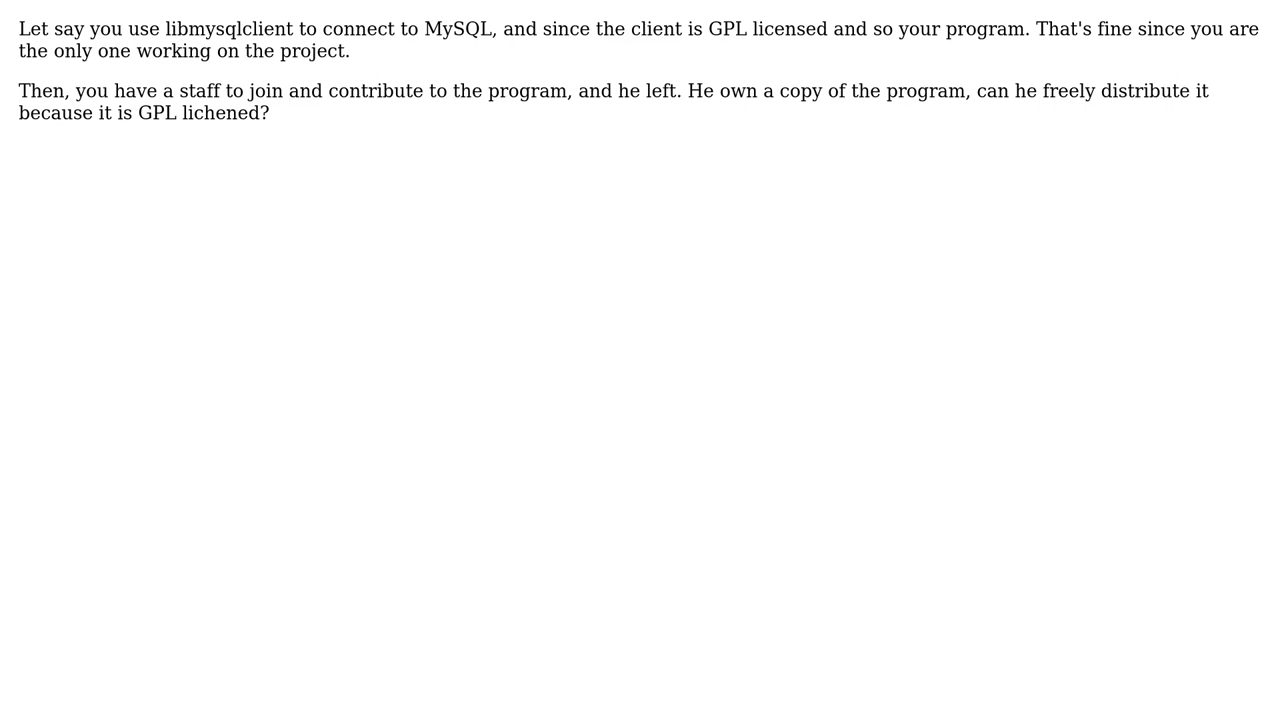 Let say you use libmysqlclient to connect to MySQL, and since the client is GPL licensed and so your program. That's fine since you are
the only one working on the project.
Then, you have a staff to join and contribute to the program, and he left. He own a copy of the program, can he freely distribute it
because it is GPL lichened?